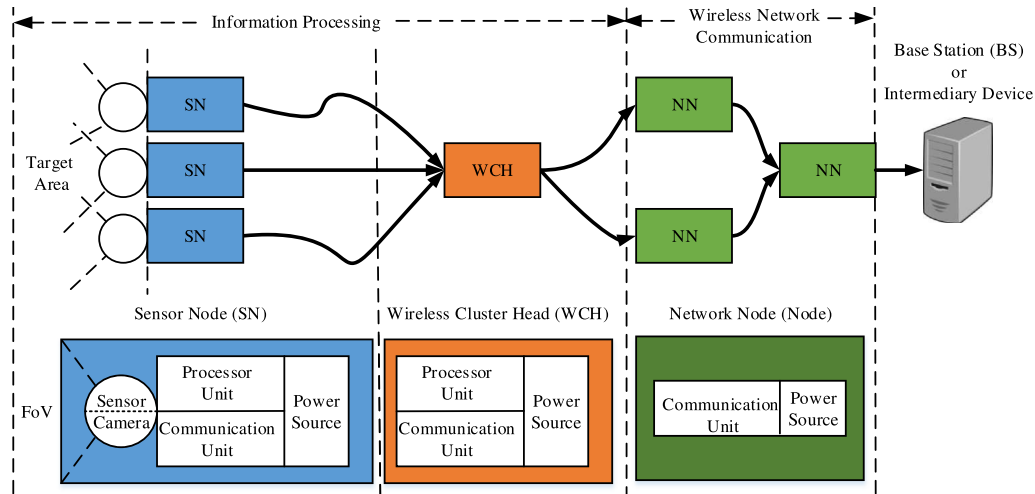 Information Processing
Wireless Network
Communication
Base Station (BS)
or
Intermediary Device
Target
Area
SN
SN
SN
WCH
NN
NN
NN
Sensor Node (SN)
Wireless Cluster Head (WCH)
Network Node (Node)
FoV
Sensor
Camera
Processor
Unit
Communication
Unit
Power
Source
Processor
Unit
Communication
Unit
Power
Source
Communication
Unit
Power
Source